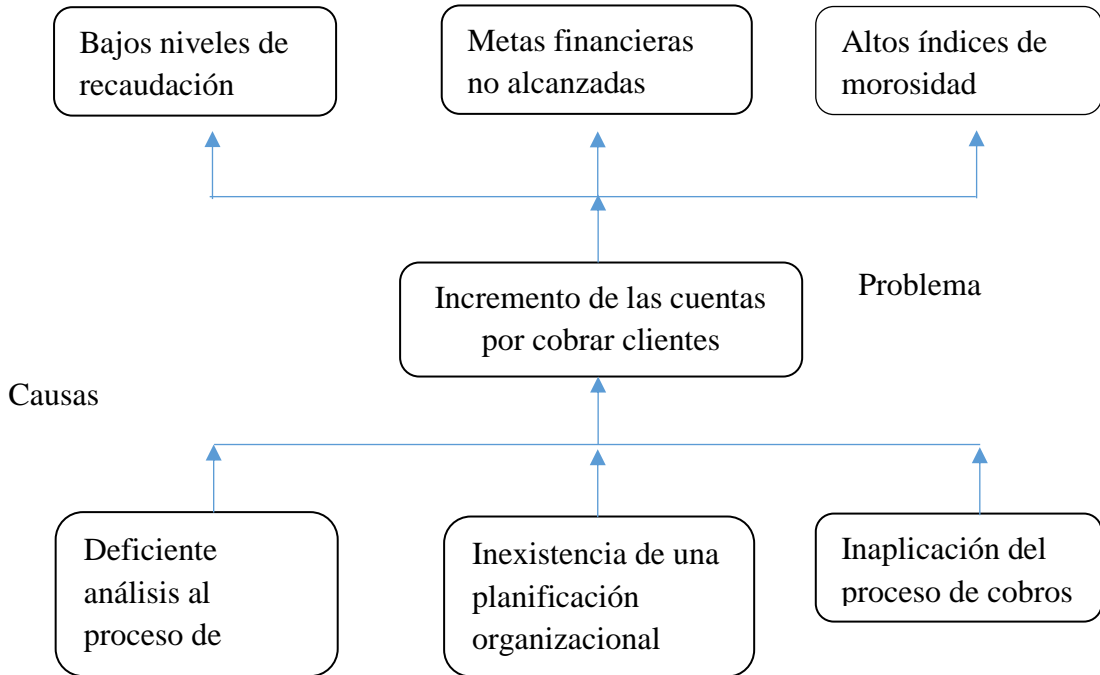 Bajos niveles de
recaudación
Metas financieras
no alcanzadas
Altos índices de
morosidad
Incremento de las cuentas
por cobrar clientes
Problema
Causas
Deficiente
análisis al
proceso de
Inexistencia de una
planificación
organizacional
Inaplicación del
proceso de cobros